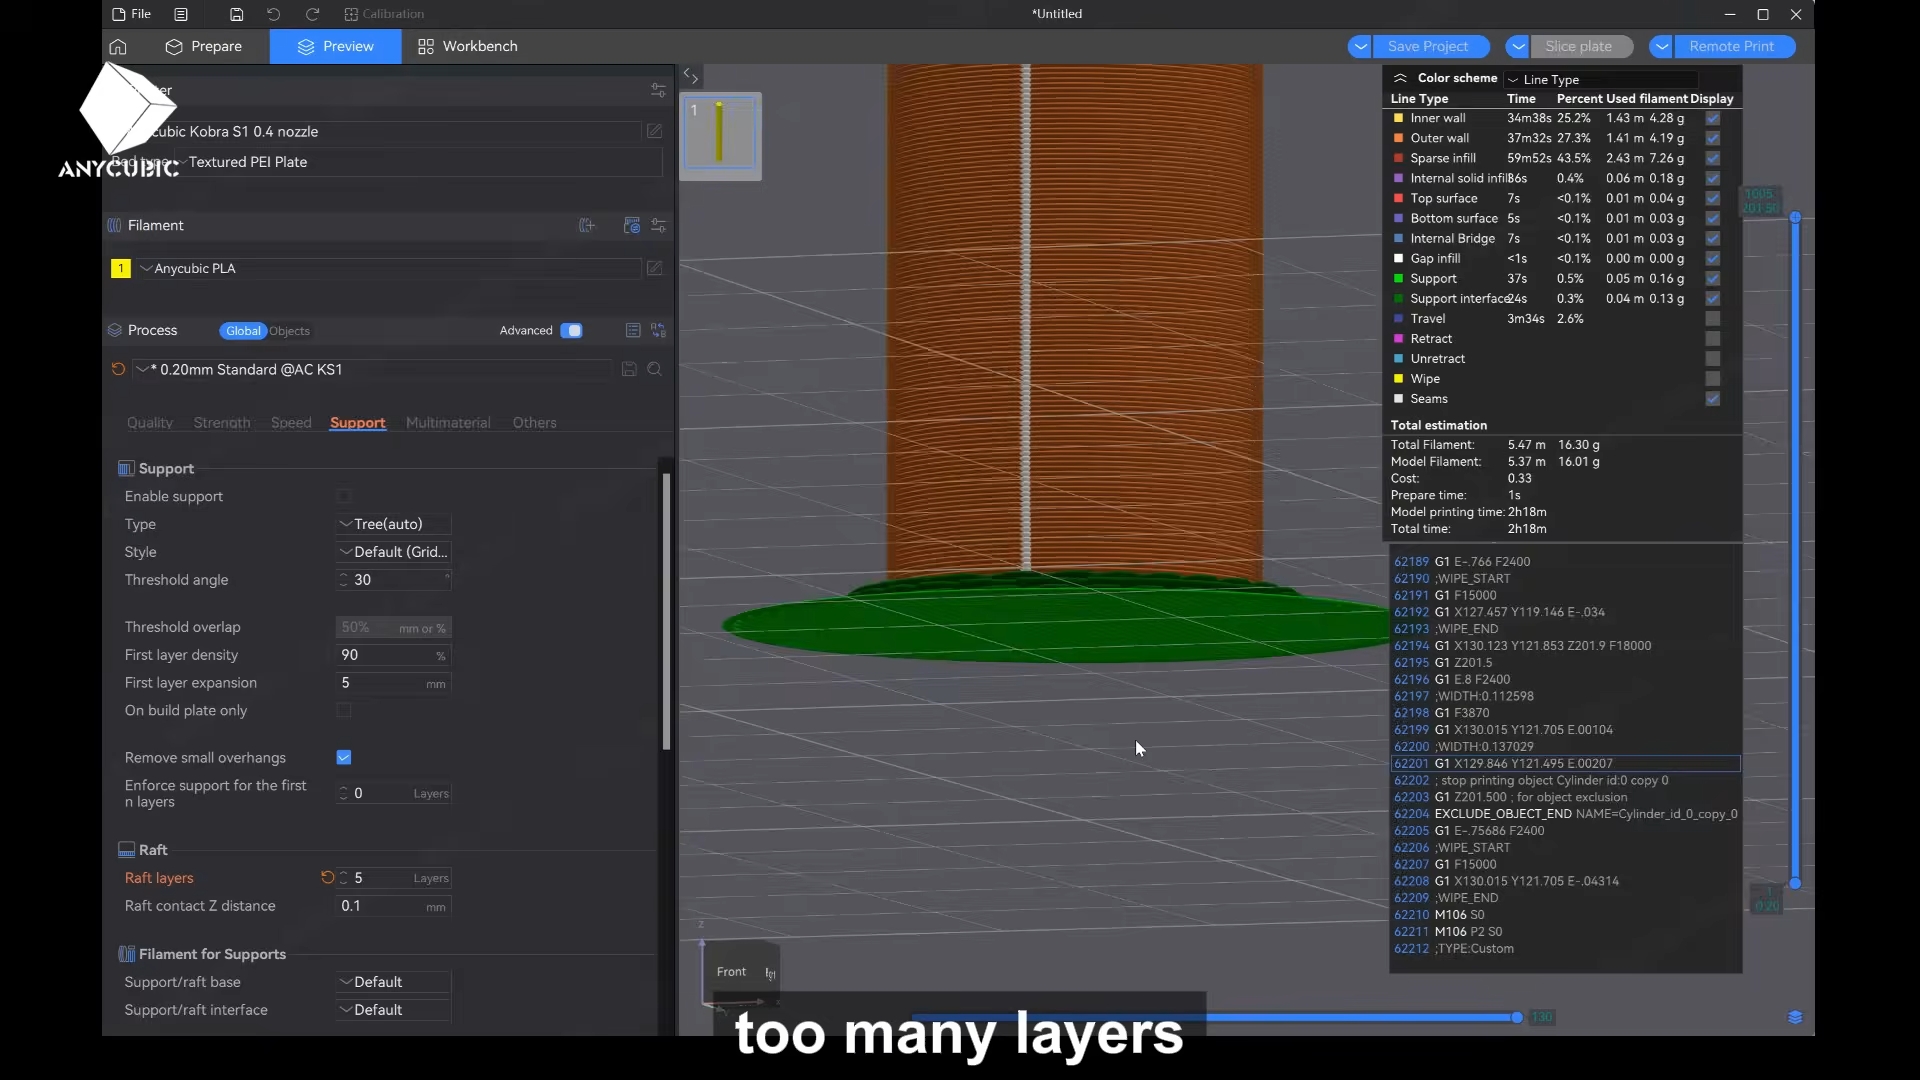 File
Calibration
*Untitled
Prepare
Preview
Workbench
Save Project
Slice plate
Remote Print
ANYCUBIC
cubic Kobra S1 0.4 nozzle
Textured PEI Plate
Filament
1
Anycubic PLA
Process
Global
Objects
Advanced
* 0.20mm Standard @AC KS1
Quality
Strength
Speed
Support
Multimaterial
Others
Support
Enable support
Type
Tree(auto)
Style
Default (Grid...
Threshold angle
30
°
Threshold overlap
50%
mm or %
First layer density
90
%
First layer expansion
5
mm
On build plate only
Remove small overhangs
Enforce support for the first
n layers
0
Layers
Raft
Raft layers
5
Layers
Raft contact Z distance
0.1
mm
Filament for Supports
Support/raft base
Default
Support/raft interface
Default
1
Color scheme
Line Type
Line Type Time Percent Used filament Display
Inner wall 34m38s 25.2% 1.43 m 4.28 g
Outer wall 37m32s 27.3% 1.41 m 4.19 g
Sparse infill 59m52s 43.5% 2.43 m 7.26 g
Internal solid infill 36s 0.4% 0.06 m 0.18 g
Top surface 7s <0.1% 0.01 m 0.04 g
Bottom surface 5s <0.1% 0.01 m 0.03 g
Internal Bridge 7s <0.1% 0.01 m 0.03 g
Gap infill <1s <0.1% 0.00 m 0.00 g
Support 37s 0.5% 0.05 m 0.16 g
Support interface 24s 0.3% 0.04 m 0.13 g
Travel 3m34s 2.6%
Retract
Unretract
Wipe
Seams
Total estimation
Total Filament: 5.47 m 16.30 g
Model Filament: 5.37 m 16.01 g
Cost: 0.33
Prepare time: 1s
Model printing time: 2h18m
Total time: 2h18m
62189 G1 E-.766 F2400
62190 ;WIPE_START
62191 G1 F15000
62192 G1 X127.457 Y119.146 E-.034
62193 ;WIPE_END
62194 G1 X130.123 Y121.853 Z201.9 F18000
62195 G1 Z201.5
62196 G1 E.8 F2400
62197 ;WIDTH:0.112598
62198 G1 F3870
62199 G1 X130.015 Y121.705 E.00104
62200 ;WIDTH:0.137029
62201 G1 X129.846 Y121.495 E.00207
62202 ; stop printing object Cylinder id:0 copy 0
62203 G1 Z201.500 ; for object exclusion
62204 EXCLUDE_OBJECT_END NAME=Cylinder_id_0_copy_0
62205 G1 E-.75686 F2400
62206 ;WIPE_START
62207 G1 F15000
62208 G1 X130.015 Y121.705 E-.04314
62209 ;WIPE_END
62210 M106 S0
62211 M106 P2 S0
62212 ;TYPE:Custom
1005
201.50
1
0.20
z
Front
x
130
too many layers